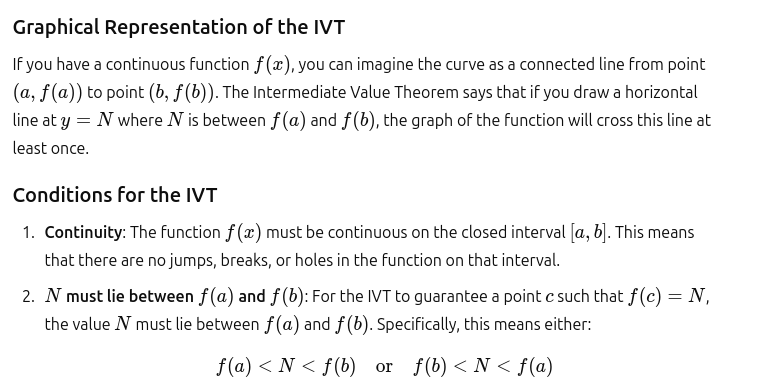 Graphical Representation of the IVT
If you have a continuous function f(x), you can imagine the curve as a connected line from point
(a, f(a)) to point (b, f(b)). The Intermediate Value Theorem says that if you draw a horizontal
line at y = N where N is between f(a) and f(b), the graph of the function will cross this line at
least once.
Conditions for the IVT
1. Continuity: The function f(x) must be continuous on the closed interval [a, b]. This means
that there are no jumps, breaks, or holes in the function on that interval.
2. N must lie between f(a) and f(b): For the IVT to guarantee a point c such that f(c) = N,
the value N must lie between f(a) and f(b). Specifically, this means either:
f(a) < N < f(b) or f(b) < N < f(a)